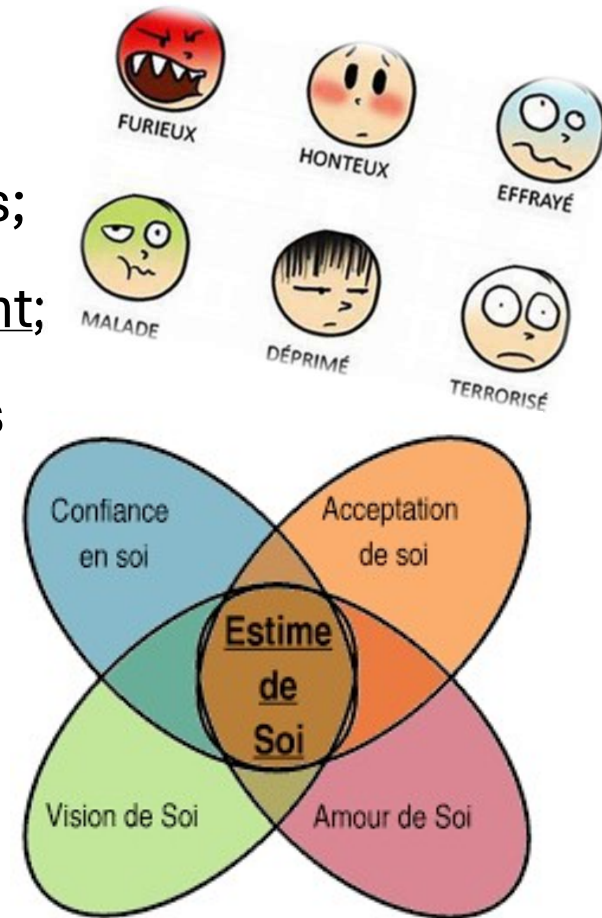 FURIEUX
HONTEUX
EFFRAYÉ
MALADE
DÉPRIMÉ
TERRORISÉ
Confiance
en soi
Acceptation
de soi
Estime
de
Soi
Vision de Soi
Amour de Soi